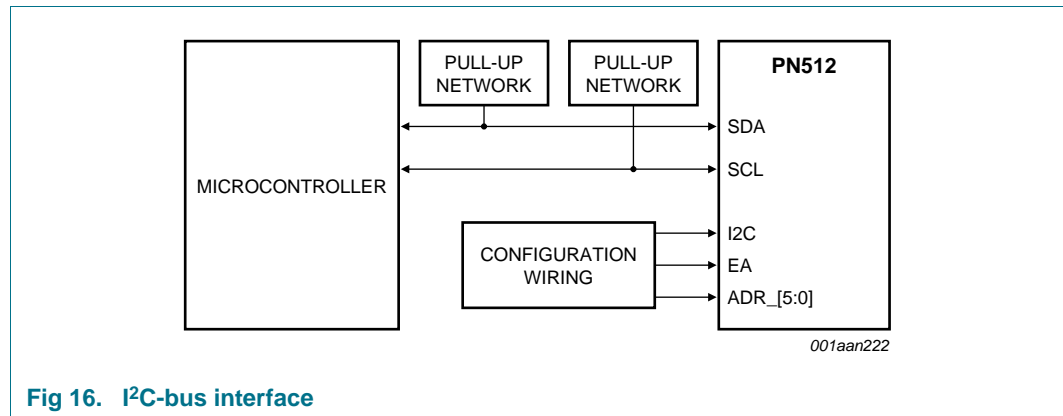 PULL-UP
NETWORK
PULL-UP
NETWORK
PN512
SDA
SCL
MICROCONTROLLER
I2C
CONFIGURATION
WIRING
EA
ADR_[5:0]
001aan222
Fig 16. I²C-bus interface